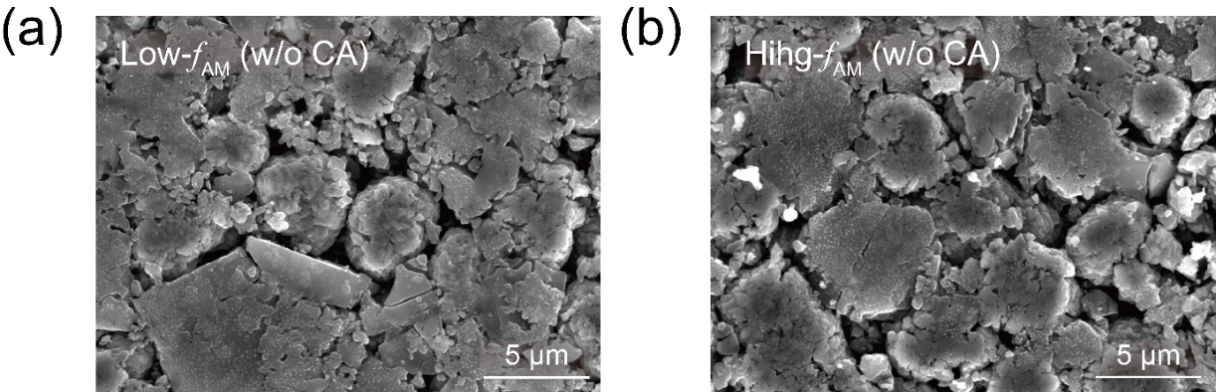 (a)
Low-fAM (w/o CA)
5 μm
(b)
Hihg-fAM (w/o CA)
5 μm